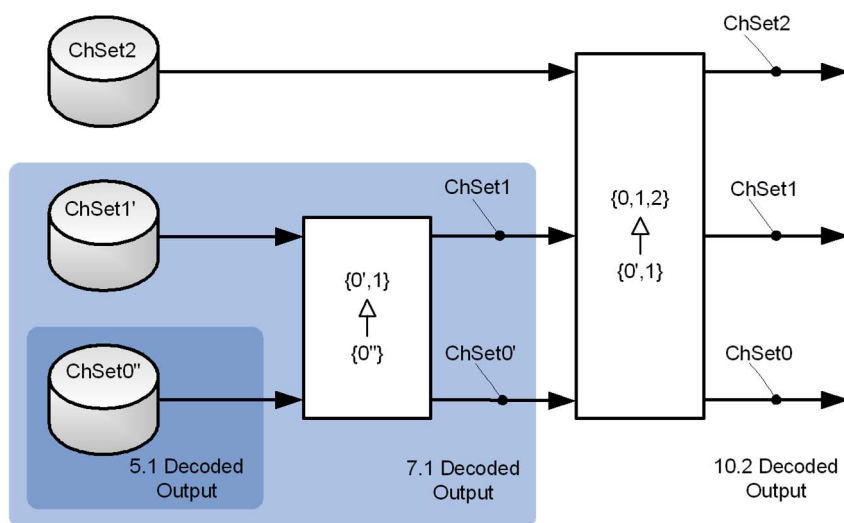 ChSet2
ChSet2
ChSet1'
ChSet1
ChSet1
{0,1,2}
{0',1}
{0',1}
{0"}
ChSet0"
ChSet0'
ChSet0
5.1 Decoded
Output
7.1 Decoded
Output
10.2 Decoded
Output